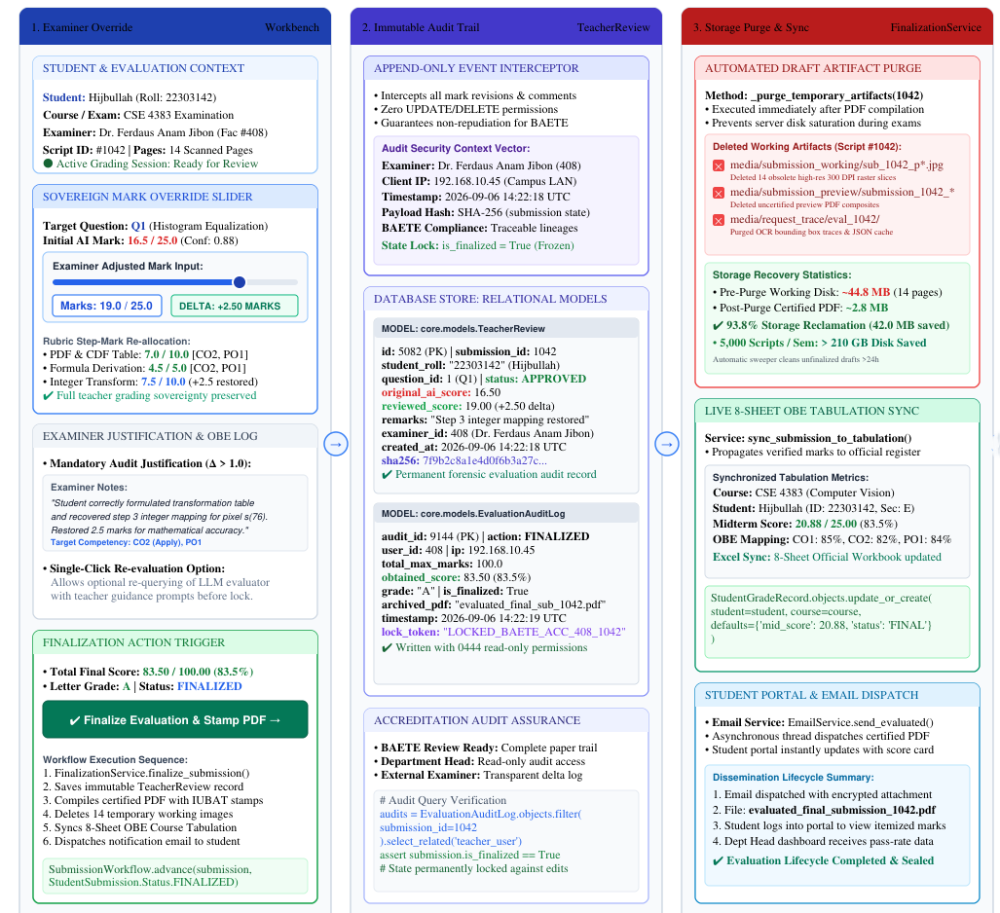 1. Examiner Override
Workbench
STUDENT & EVALUATION CONTEXT
Student: Hijbullah (Roll: 22303142)
Course / Exam: CSE 4383 Examination
Examiner: Dr. Ferdaus Anam Jibon (Fac #408)
Script ID: #1042 | Pages: 14 Scanned Pages
Active Grading Session: Ready for Review
SOVEREIGN MARK OVERRIDE SLIDER
Target Question: Q1 (Histogram Equalization)
Initial AI Mark: 16.5 / 25.0 (Conf: 0.88)
Examiner Adjusted Mark Input:
Marks: 19.0 / 25.0
DELTA: +2.50 MARKS
Rubric Step-Mark Re-allocation:
• PDF & CDF Table: 7.0 / 10.0 [CO2, PO1]
• Formula Derivation: 4.5 / 5.0 [CO2, PO1]
• Integer Transform: 7.5 / 10.0 (+2.5 restored)
✔ Full teacher grading sovereignty preserved
EXAMINER JUSTIFICATION & OBE LOG
• Mandatory Audit Justification (Δ > 1.0):
Examiner Notes:
"Student correctly formulated transformation table
and recovered step 3 integer mapping for pixel s(76).
Restored 2.5 marks for mathematical accuracy."
Target Competency: CO2 (Apply), PO1
• Single-Click Re-evaluation Option:
Allows optional re-querying of LLM evaluator
with teacher guidance prompts before lock.
FINALIZATION ACTION TRIGGER
• Total Final Score: 83.50 / 100.00 (83.5%)
• Letter Grade: A | Status: FINALIZED
✔ Finalize Evaluation & Stamp PDF →
Workflow Execution Sequence:
1. FinalizationService.finalize_submission()
2. Saves immutable TeacherReview record
3. Compiles certified PDF with IUBAT stamps
4. Deletes 14 temporary working images
5. Syncs 8-Sheet OBE Course Tabulation
6. Dispatches notification email to student
SubmissionWorkflow.advance(submission,
StudentSubmission.Status.FINALIZED)
→
2. Immutable Audit Trail
TeacherReview
APPEND-ONLY EVENT INTERCEPTOR
• Intercepts all mark revisions & comments
• Zero UPDATE/DELETE permissions
• Guarantees non-repudiation for BAETE
Audit Security Context Vector:
Examiner: Dr. Ferdaus Anam Jibon (408)
Client IP: 192.168.10.45 (Campus LAN)
Timestamp: 2026-09-06 14:22:18 UTC
Payload Hash: SHA-256 (submission state)
BAETE Compliance: Traceable lineages
State Lock: is_finalized = True (Frozen)
DATABASE STORE: RELATIONAL MODELS
MODEL: core.models.TeacherReview
id: 5082 (PK) | submission_id: 1042
student_roll: "22303142" (Hijbullah)
question_id: 1 (Q1) | status: APPROVED
original_ai_score: 16.50
reviewed_score: 19.00 (+2.50 delta)
remarks: "Step 3 integer mapping restored"
examiner_id: 408 (Dr. Ferdaus Anam Jibon)
created_at: 2026-09-06 14:22:18 UTC
sha256: 7f9b2c8a1e4d0f6b3a27c...
✔ Permanent forensic evaluation audit record
MODEL: core.models.EvaluationAuditLog
audit_id: 9144 (PK) | action: FINALIZED
user_id: 408 | ip: 192.168.10.45
total_max_marks: 100.0
obtained_score: 83.50 (83.5%)
grade: "A" | is_finalized: True
archived_pdf: "evaluated_final_sub_1042.pdf"
timestamp: 2026-09-06 14:22:19 UTC
lock_token: "LOCKED_BAETE_ACC_408_1042"
✔ Written with 0444 read-only permissions
ACCREDITATION AUDIT ASSURANCE
• BAETE Review Ready: Complete paper trail
• Department Head: Read-only audit access
• External Examiner: Transparent delta log
# Audit Query Verification
audits = EvaluationAuditLog.objects.filter(
submission_id=1042
).select_related('teacher_user')
assert submission.is_finalized == True
# State permanently locked against edits
→
3. Storage Purge & Sync
FinalizationService
AUTOMATED DRAFT ARTIFACT PURGE
Method: _purge_temporary_artifacts(1042)
• Executed immediately after PDF compilation
• Prevents server disk saturation during exams
Deleted Working Artifacts (Script #1042):
media/submission_working/sub_1042_p*.jpg
Deleted 14 obsolete high-res 300 DPI raster slices
media/submission_preview/submission_1042_*
Deleted uncertified preview PDF composites
media/request_trace/eval_1042/
Purged OCR bounding box traces & JSON cache
Storage Recovery Statistics:
• Pre-Purge Working Disk: ~44.8 MB (14 pages)
• Post-Purge Certified PDF: ~2.8 MB
✔ 93.8% Storage Reclamation (42.0 MB saved)
• 5,000 Scripts / Sem: > 210 GB Disk Saved
Automatic sweeper cleans unfinalized drafts >24h
LIVE 8-SHEET OBE TABULATION SYNC
Service: sync_submission_to_tabulation()
• Propagates verified marks to official register
Synchronized Tabulation Metrics:
Course: CSE 4383 (Computer Vision)
Student: Hijbullah (ID: 22303142, Sec: E)
Midterm Score: 20.88 / 25.00 (83.5%)
OBE Mapping: CO1: 85%, CO2: 82%, PO1: 84%
Excel Sync: 8-Sheet Official Workbook updated
StudentGradeRecord.objects.update_or_create(
student=student, course=course,
defaults={'mid_score': 20.88, 'status': 'FINAL'}
)
STUDENT PORTAL & EMAIL DISPATCH
• Email Service: EmailService.send_evaluated()
• Asynchronous thread dispatches certified PDF
• Student portal instantly updates with score card
Dissemination Lifecycle Summary:
1. Email dispatched with encrypted attachment
2. File: evaluated_final_submission_1042.pdf
3. Student logs into portal to view itemized marks
4. Dept Head dashboard receives pass-rate data
✔ Evaluation Lifecycle Completed & Sealed